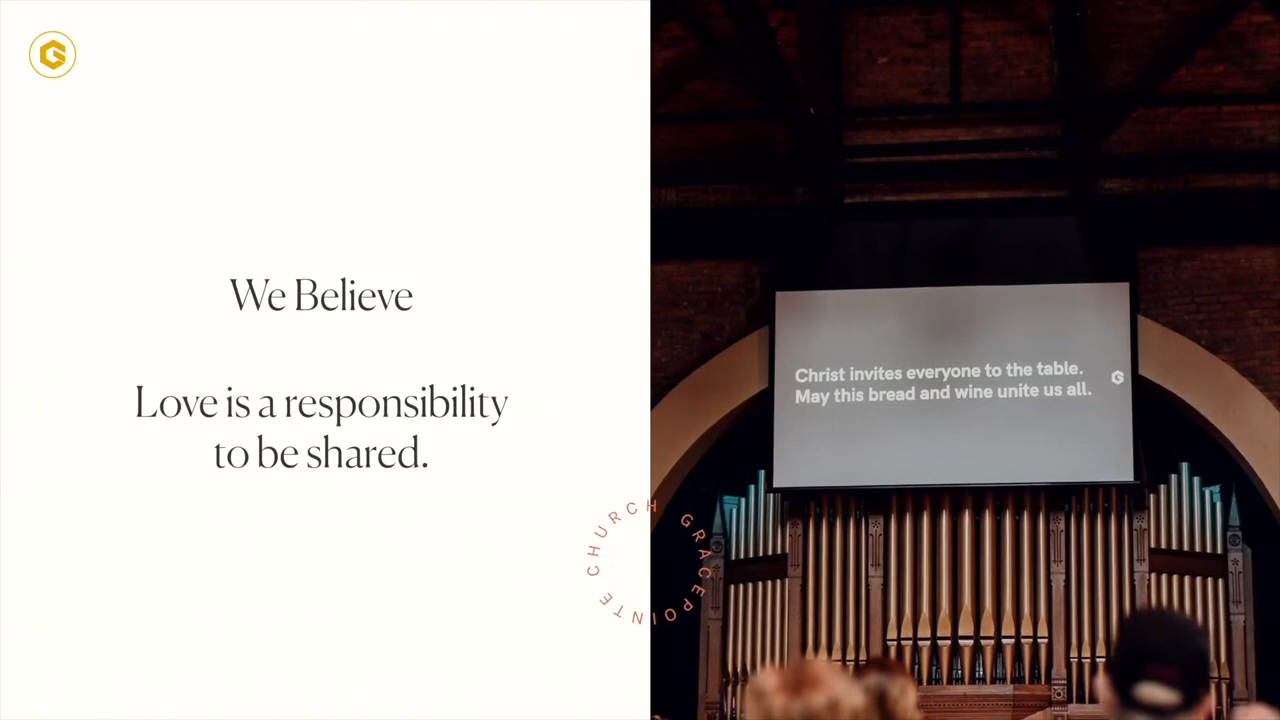 We Believe
Love is a responsibility
to be shared.
Christ invites everyone to the table.
May this bread and wine unite us all.
GRACEPOINTE CHURCH